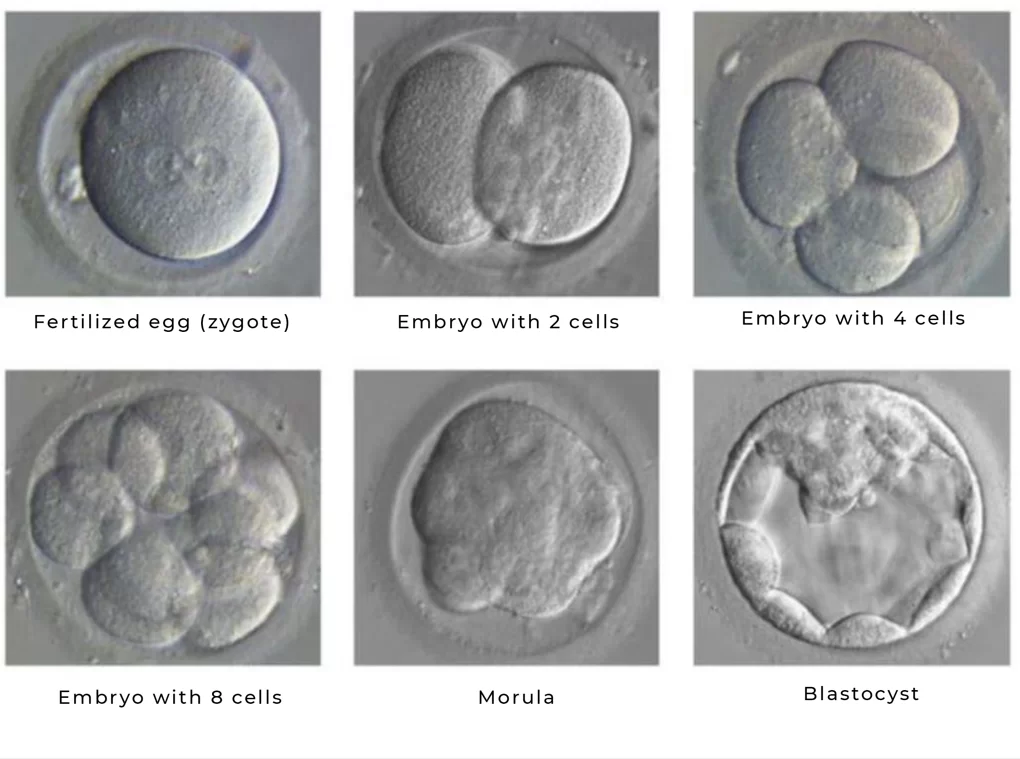 Fertilized egg (zygote)
Embryo with 2 cells
Embryo with 4 cells
Embryo with 8 cells
Morula
Blastocyst